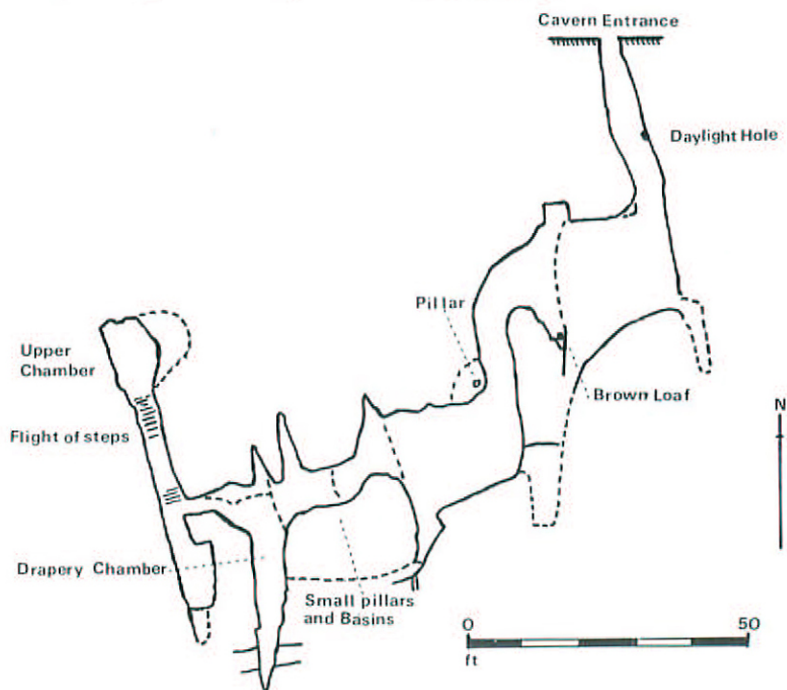 Cavern Entrance
Daylight Hole
Pillar
Upper
Chamber
Brown Loaf
N
Flight of steps
Drapery Chamber
Small pillars
and Basins
0 50
ft